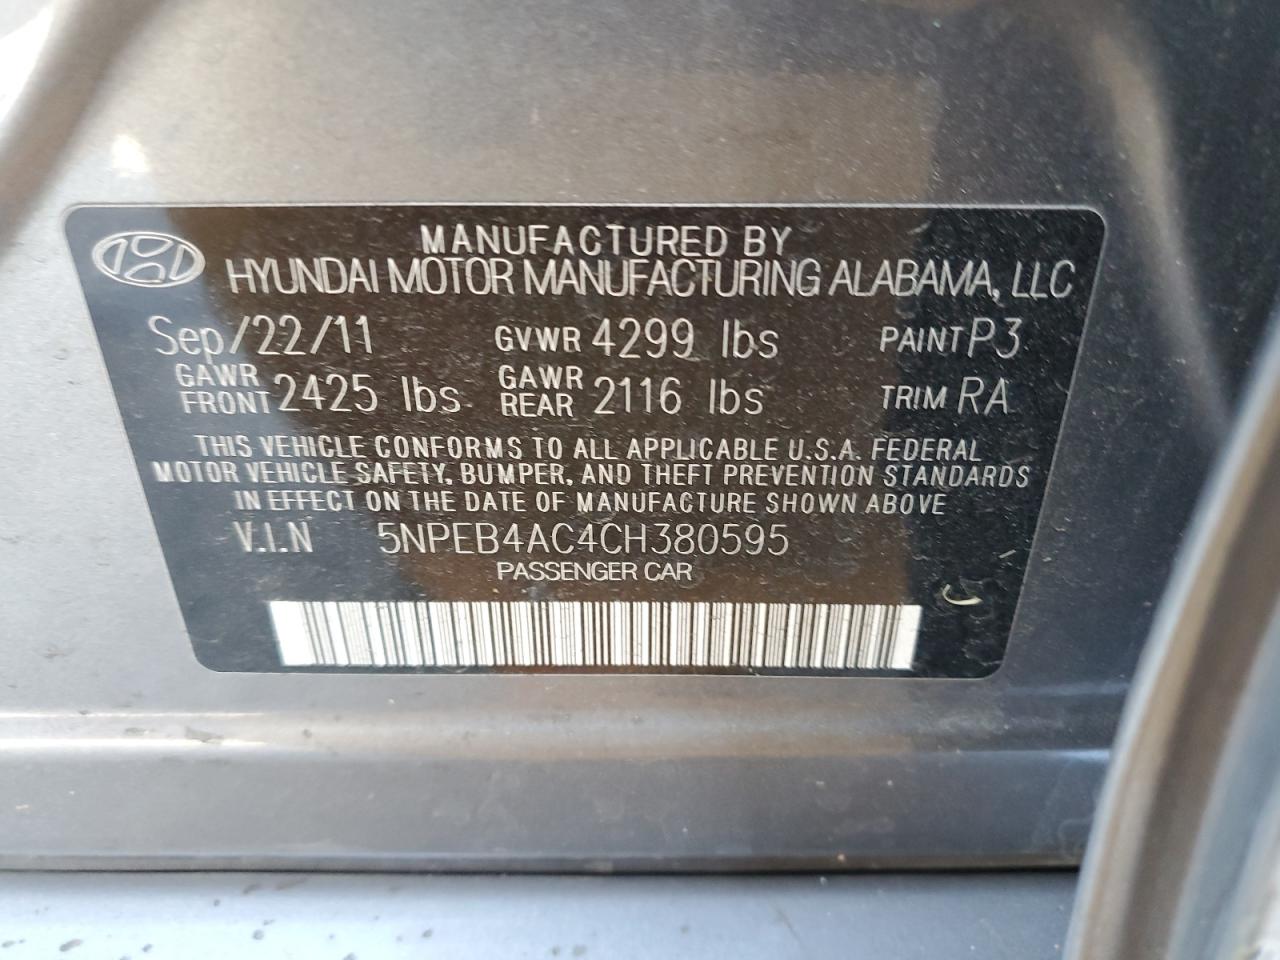 MANUFACTURED BY
HYUNDAI MOTOR MANUFACTURING ALABAMA, LLC
Sep/22/11 GVWR 4299 lbs PAINT P3
GAWR FRONT 2425 lbs GAWR REAR 2116 lbs TRIM RA
THIS VEHICLE CONFORMS TO ALL APPLICABLE U.S.A. FEDERAL
MOTOR VEHICLE SAFETY, BUMPER, AND THEFT PREVENTION STANDARDS
IN EFFECT ON THE DATE OF MANUFACTURE SHOWN ABOVE
V.I.N 5NPEB4AC4CH380595
PASSENGER CAR